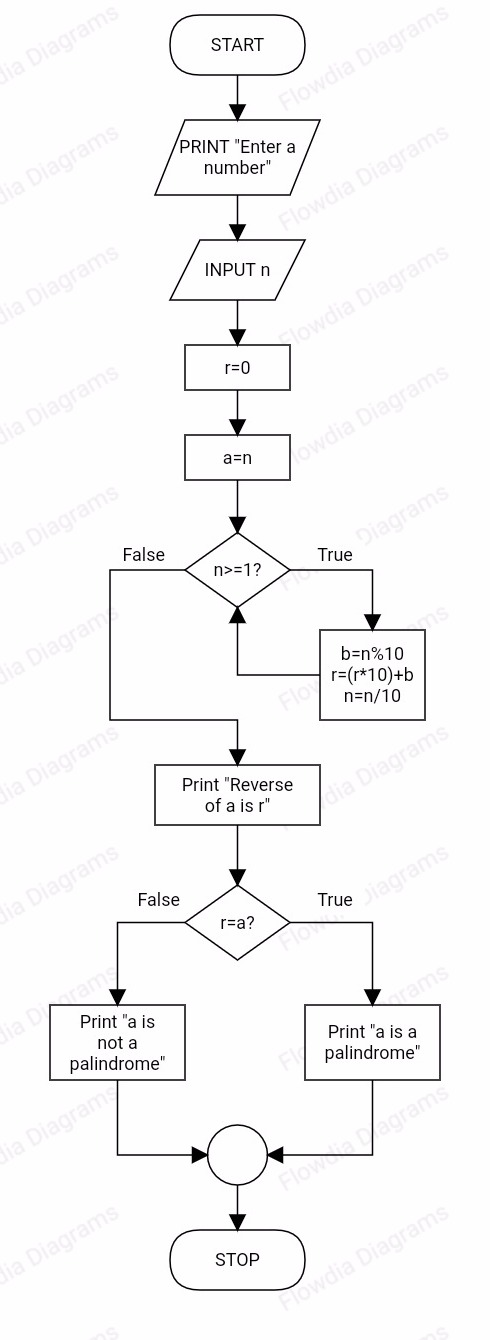 START
PRINT "Enter a
number"
INPUT n
r=0
a=n
n>=1?
False
True
b=n%10
r=(r*10)+b
n=n/10
Print "Reverse
of a is r"
r=a?
False
True
Print "a is
not a
palindrome"
Print "a is a
palindrome"
STOP
Flowdia Diagrams